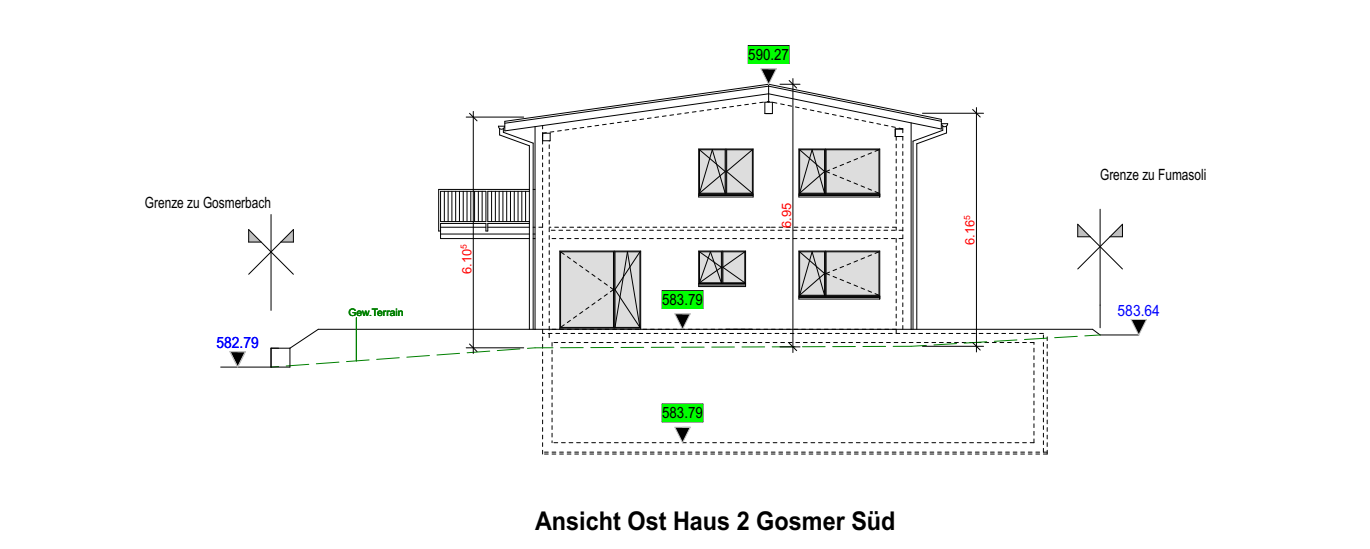 590.27
Grenze zu Fumasoli
Grenze zu Gosmerbach
6.95
6.16⁵
6.10⁵
583.79
Gew.Terrain
583.64
582.79
583.79
Ansicht Ost Haus 2 Gosmer Süd